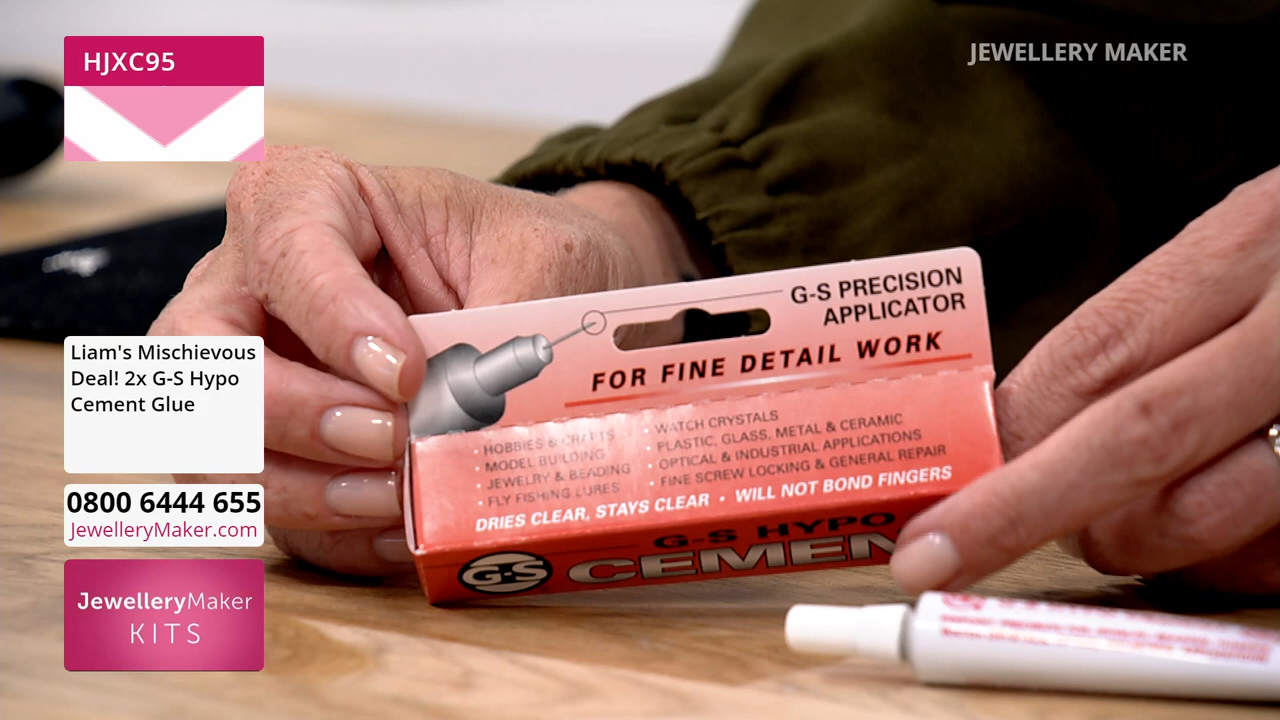 HJXC95
JEWELLERY MAKER
Liam's Mischievous
Deal! 2x G-S Hypo
Cement Glue
0800 6444 655
JewelleryMaker.com
JewelleryMaker
KITS
G-S PRECISION
APPLICATOR
FOR FINE DETAIL WORK
• HOBBIES & CRAFTS
• MODEL BUILDING
• JEWELRY & BEADING
• FLY FISHING LURES
• WATCH CRYSTALS
• PLASTIC, GLASS, METAL & CERAMIC
• OPTICAL & INDUSTRIAL APPLICATIONS
• FINE SCREW LOCKING & GENERAL REPAIR
DRIES CLEAR, STAYS CLEAR • WILL NOT BOND FINGERS
G-S HYPO
G-S CEMEN